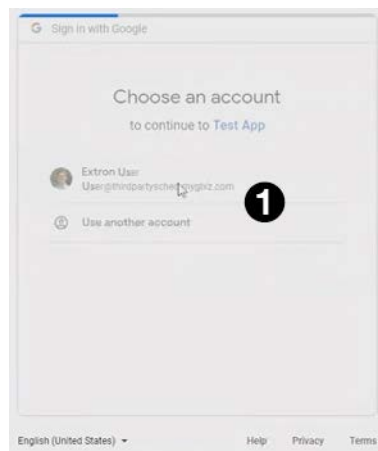 G Sign in with Google
Choose an account
to continue to Test App
Extron User
Use another account
1
English (United States)
Help Privacy Terms